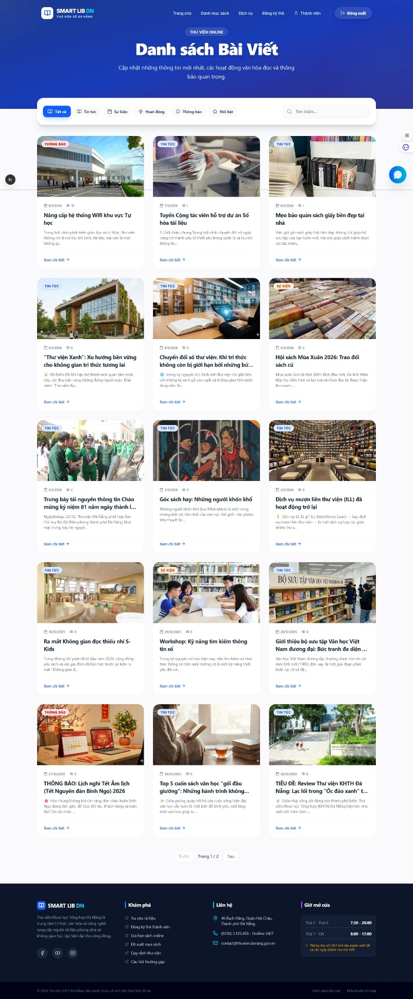 SMART LIB DN
THƯ VIỆN SỐ ĐÀ NẴNG
Trang chủ
Danh mục sách
Dịch vụ
Đăng ký thẻ
Thành viên
Đăng xuất
THƯ VIỆN ONLINE
Danh sách Bài Viết
Cập nhật những thông tin mới nhất, các hoạt động văn hóa đọc và thông
báo quan trọng.
Tất cả
Tin tức
Sự kiện
Hoạt động
Thông báo
Nổi bật
Tìm kiếm...
THÔNG BÁO
8/1/2026 10
Nâng cấp hệ thống Wifi khu vực Tự
học
Trong bối cảnh phát triển giáo dục và tri thức, thư viện
không chỉ là nơi lưu trữ sách, tài liệu, mà còn là một
không gi...
Xem chi tiết
TIN TỨC
7/1/2026 1
Tuyển Cộng tác viên hỗ trợ dự án Số
hóa tài liệu
1. Giới thiệu chung Trong bối cảnh chuyển đổi số ngày
càng trở thành yếu tố thiết yếu trong quản lý và lưu trữ
thông tin...
Xem chi tiết
TIN TỨC
6/1/2026 1
Mẹo bảo quản sách giấy bền đẹp tại
nhà
Việc giữ gìn sách giấy thật bền đẹp không chỉ giúp bộ
sưu tập của bạn luôn mới, mà còn giúp sách tránh được
các tác nhân...
Xem chi tiết
TIN TỨC
6/1/2026 0
"Thư viện Xanh": Xu hướng bền vững
cho không gian tri thức tương lai
Khi biến đổi khí hậu trở thành mối quan tâm toàn
cầu, các thư viện cũng không đứng ngoài cuộc. Khái
niệm "Thư viện Xa...
Xem chi tiết
TIN TỨC
6/1/2026 0
Chuyển đổi số thư viện: Khi tri thức
không còn bị giới hạn bởi những bứ...
Trong kỷ nguyên 4.0, hình ảnh thư viện chỉ gắn liền
với những kệ sách gỗ cao ngất và không gian tĩnh mịch
đang dần th...
Xem chi tiết
SỰ KIỆN
5/1/2026 2
Hội sách Mùa Xuân 2026: Trao đổi
sách cũ
Mùa xuân luôn là thời điểm khởi đầu mới, khi tinh thần
tiếp thu kiến thức và lan toả văn hoá đọc lại được thắp
lên mạnh ...
Xem chi tiết
TIN TỨC
5/1/2026 2
Trưng bày tài nguyên thông tin Chào
mừng kỷ niệm 81 năm ngày thành l...
Ngày&nbsp; 22/12, Thư viện Đà Nẵng phối hợp Ban
Chỉ huy Bộ đội Biên phòng thành phố Đà Nẵng khai
mạc trưng bày tài nguyê...
Xem chi tiết
TIN TỨC
3/1/2026 0
Góc sách hay: Những người khốn khổ
Những người khốn khổ (Les Misérables) là một trong
những kiệt tác lớn nhất của văn học thế giới—tác phẩm
tiểu thuyết lịc...
Xem chi tiết
TIN TỨC
2/1/2026 0
Dịch vụ mượn liên thư viện (ILL) đã
hoạt động trở lại
Dịch vụ ILL là gì? ILL (Interlibrary Loan) — hay dịch
vụ mượn liên thư viện — là một dịch vụ hợp tác giữa
nhiều thư v...
Xem chi tiết
TIN TỨC
30/12/2025 0
Ra mắt Không gian đọc thiếu nhi S-
Kids
Trong không khí phấn khởi đầu năm 2026, cộng đồng
yêu sách và các gia đình đã háo hức trước sự kiện ra
mắt "Không gian đ...
Xem chi tiết
SỰ KIỆN
29/12/2025 0
Workshop: Kỹ năng tìm kiếm thông
tin số
Trong kỷ nguyên số hóa hiện nay, việc tìm kiếm và khai
thác thông tin trên môi trường số là một kỹ năng thiết
yếu đối vớ...
Xem chi tiết
TIN TỨC
BỘ SƯU TẬP VĂN HỌC VIỆT NAM ĐƯƠNG ĐẠI
28/12/2025 0
Giới thiệu bộ sưu tập Văn học Việt
Nam đương đại: Bức tranh đa diện ...
Văn học Việt Nam đương đại, thường được tính từ cột
mốc Đổi mới (1986) đến nay, là một giai đoạn phát
triển rực rỡ và đầ...
Xem chi tiết
THÔNG BÁO
27/12/2025 0
THÔNG BÁO: Lịch nghỉ Tết Âm lịch
(Tết Nguyên đán Bính Ngọ) 2026
Hòa chung không khí rộn ràng đón chào Xuân Bính
Ngọ đang đến gần, để Quý đối tác, Khách hàng và toàn
thể Cán bộ nhân ...
Xem chi tiết
TIN TỨC
26/12/2025 0
Top 5 cuốn sách văn học "gối đầu
giường": Những hành trình không...
Giữa guồng quay hối hả của cuộc sống hiện đại,
văn học vẫn luôn là một bến đỗ bình yên, một lăng
kính vạn hoa giúp ta ...
Xem chi tiết
TIN TỨC
26/12/2025 0
TIÊU ĐỀ: Review Thư viện KHTH Đà
Nẵng: Lạc lối trong "Ốc đảo xanh" t...
Giữa nhịp sống sôi động của thành phố biển, Thư
viện Khoa học Tổng hợp (KHTH) Đà Nẵng hiện lên như
một nốt trầm bình ...
Xem chi tiết
Trước
Trang 1 / 2
Sau
SMART LIB DN
Thư viện Khoa học Tổng hợp Đà Nẵng là
trung tâm tri thức, văn hóa và công nghệ,
cung cấp nguồn tài liệu phong phú và
không gian học tập hiện đại cho cộng đồng.
Khám phá
Tra cứu tài liệu
Đăng ký thẻ thành viên
Gia hạn sách online
Đề xuất mua sách
Quy định thư viện
Câu hỏi thường gặp
Liên hệ
46 Bạch Đằng, Quận Hải Châu,
Thành phố Đà Nẵng
(0236) 3.123.456 - Hotline 24/7
contact@thuvien.danang.gov.vn
Giờ mở cửa
Thứ 2 - Thứ 6 7:30 - 20:00
Thứ 7 - CN 8:00 - 17:00
Phòng đọc số 24/7 mở cửa xuyên suốt tất
cả các ngày (Dành cho thẻ VIP).
© 2024 Thư viện KHTH Đà Nẵng. Bản quyền thuộc về sinh viên thực hiện đồ án.
Chính sách bảo mật
Điều khoản sử dụng